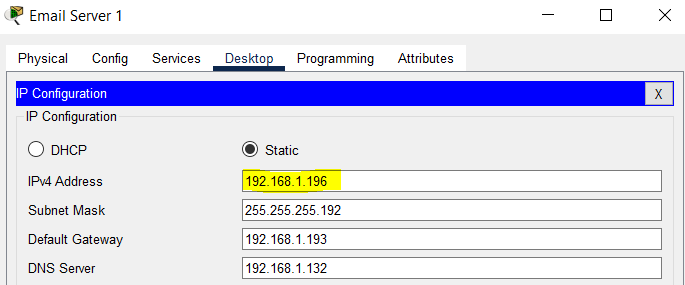 Email Server 1
Physical Config Services Desktop Programming Attributes
IP Configuration X
IP Configuration
DHCP Static
IPv4 Address 192.168.1.196
Subnet Mask 255.255.255.192
Default Gateway 192.168.1.193
DNS Server 192.168.1.132